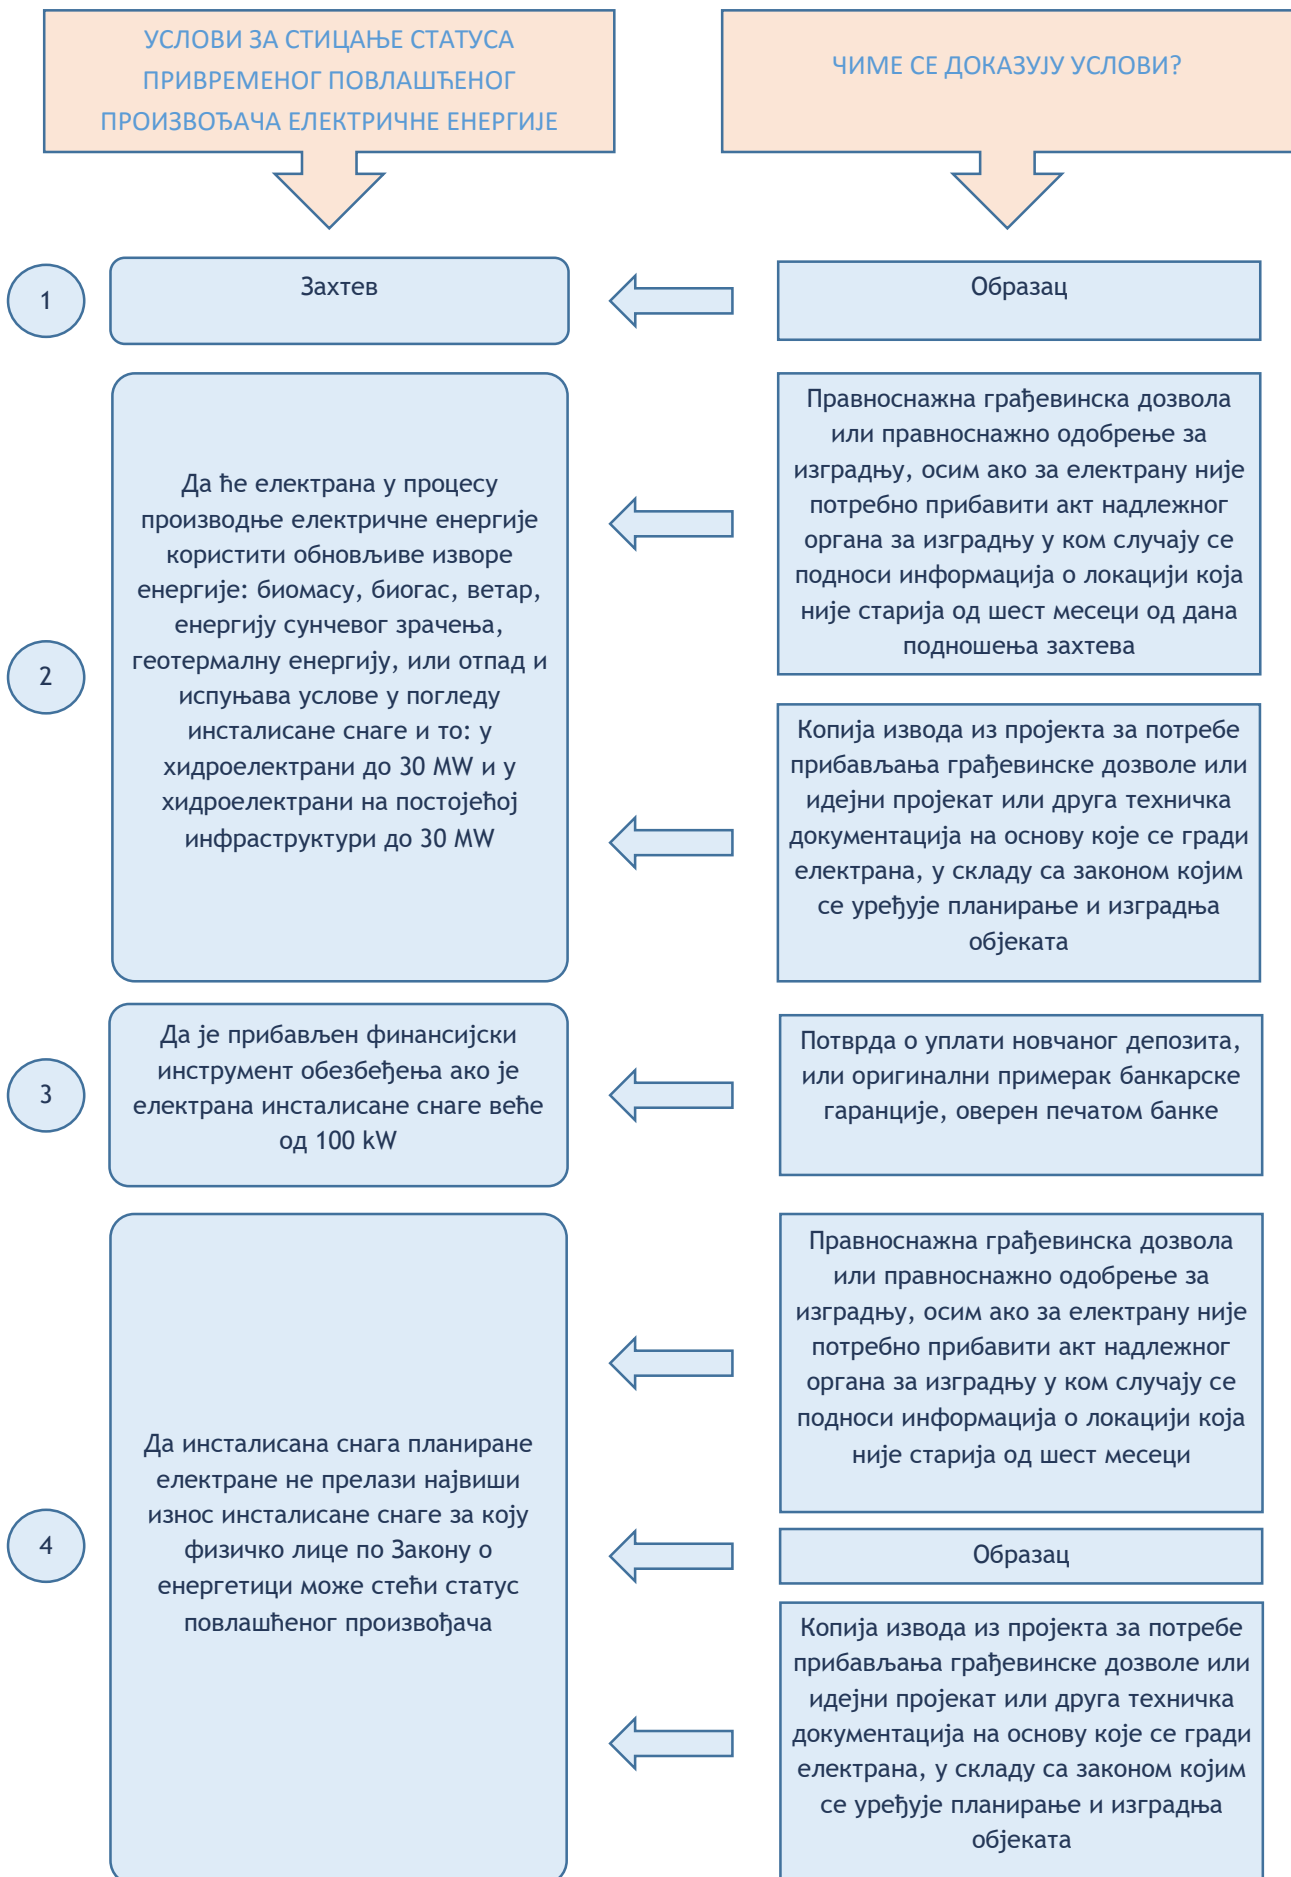 УСЛОВИ ЗА СТИЦАЊЕ СТАТУСА
ПРИВРЕМЕНОГ ПОВЛАШЋЕНОГ
ПРОИЗВОЂАЧА ЕЛЕКТРИЧНЕ ЕНЕРГИЈЕ
ЧИМЕ СЕ ДОКАЗУЈУ УСЛОВИ?
1
Захтев
Образац
2
Да ће електрана у процесу
производње електричне енергије
користити обновљиве изворе
енергије: биомасу, биогас, ветар,
енергију сунчевог зрачења,
геотермалну енергију, или отпад и
испуњава услове у погледу
инсталисане снаге и то: у
хидроелектрани до 30 MW и у
хидроелектрани на постојећој
инфраструктури до 30 MW
Правноснажна грађевинска дозвола
или правноснажно одобрење за
изградњу, осим ако за електрану није
потребно прибавити акт надлежног
органа за изградњу у ком случају се
подноси информација о локацији која
није старија од шест месеци од дана
подношења захтева
Копија извода из пројекта за потребе
прибављања грађевинске дозволе или
идејни пројекат или друга техничка
документација на основу које се гради
електрана, у складу са законом којим
се уређује планирање и изградња
објеката
3
Да је прибављен финансијски
инструмент обезбеђења ако је
електрана инсталисане снаге веће
од 100 kW
Потврда о уплати новчаног депозита,
или оригинални примерак банкарске
гаранције, оверен печатом банке
4
Да инсталисана снага планиране
електране не прелази највиши
износ инсталисане снаге за коју
физичко лице по Закону о
енергетици може стећи статус
повлашћеног произвођача
Правноснажна грађевинска дозвола
или правноснажно одобрење за
изградњу, осим ако за електрану није
потребно прибавити акт надлежног
органа за изградњу у ком случају се
подноси информација о локацији која
није старија од шест месеци
Образац
Копија извода из пројекта за потребе
прибављања грађевинске дозволе или
идејни пројекат или друга техничка
документација на основу које се гради
електрана, у складу са законом којим
се уређује планирање и изградња
објеката